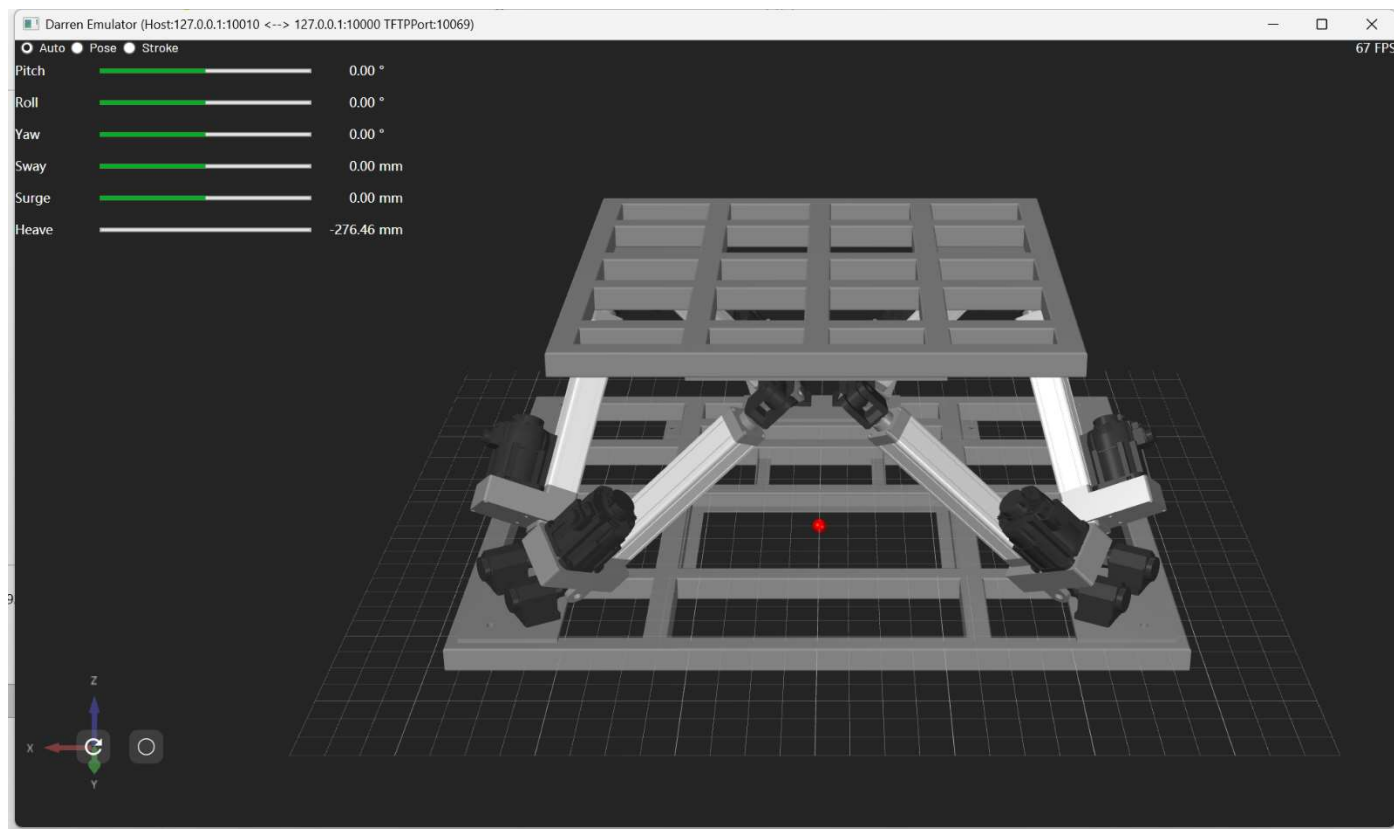 Darren Emulator (Host:127.0.0.1:10010 <--> 127.0.0.1:10000 TFTPPort:10069)
Auto Pose Stroke
67 FPS
Pitch 0.00 °
Roll 0.00 °
Yaw 0.00 °
Sway 0.00 mm
Surge 0.00 mm
Heave -276.46 mm
9
Z
X
Y